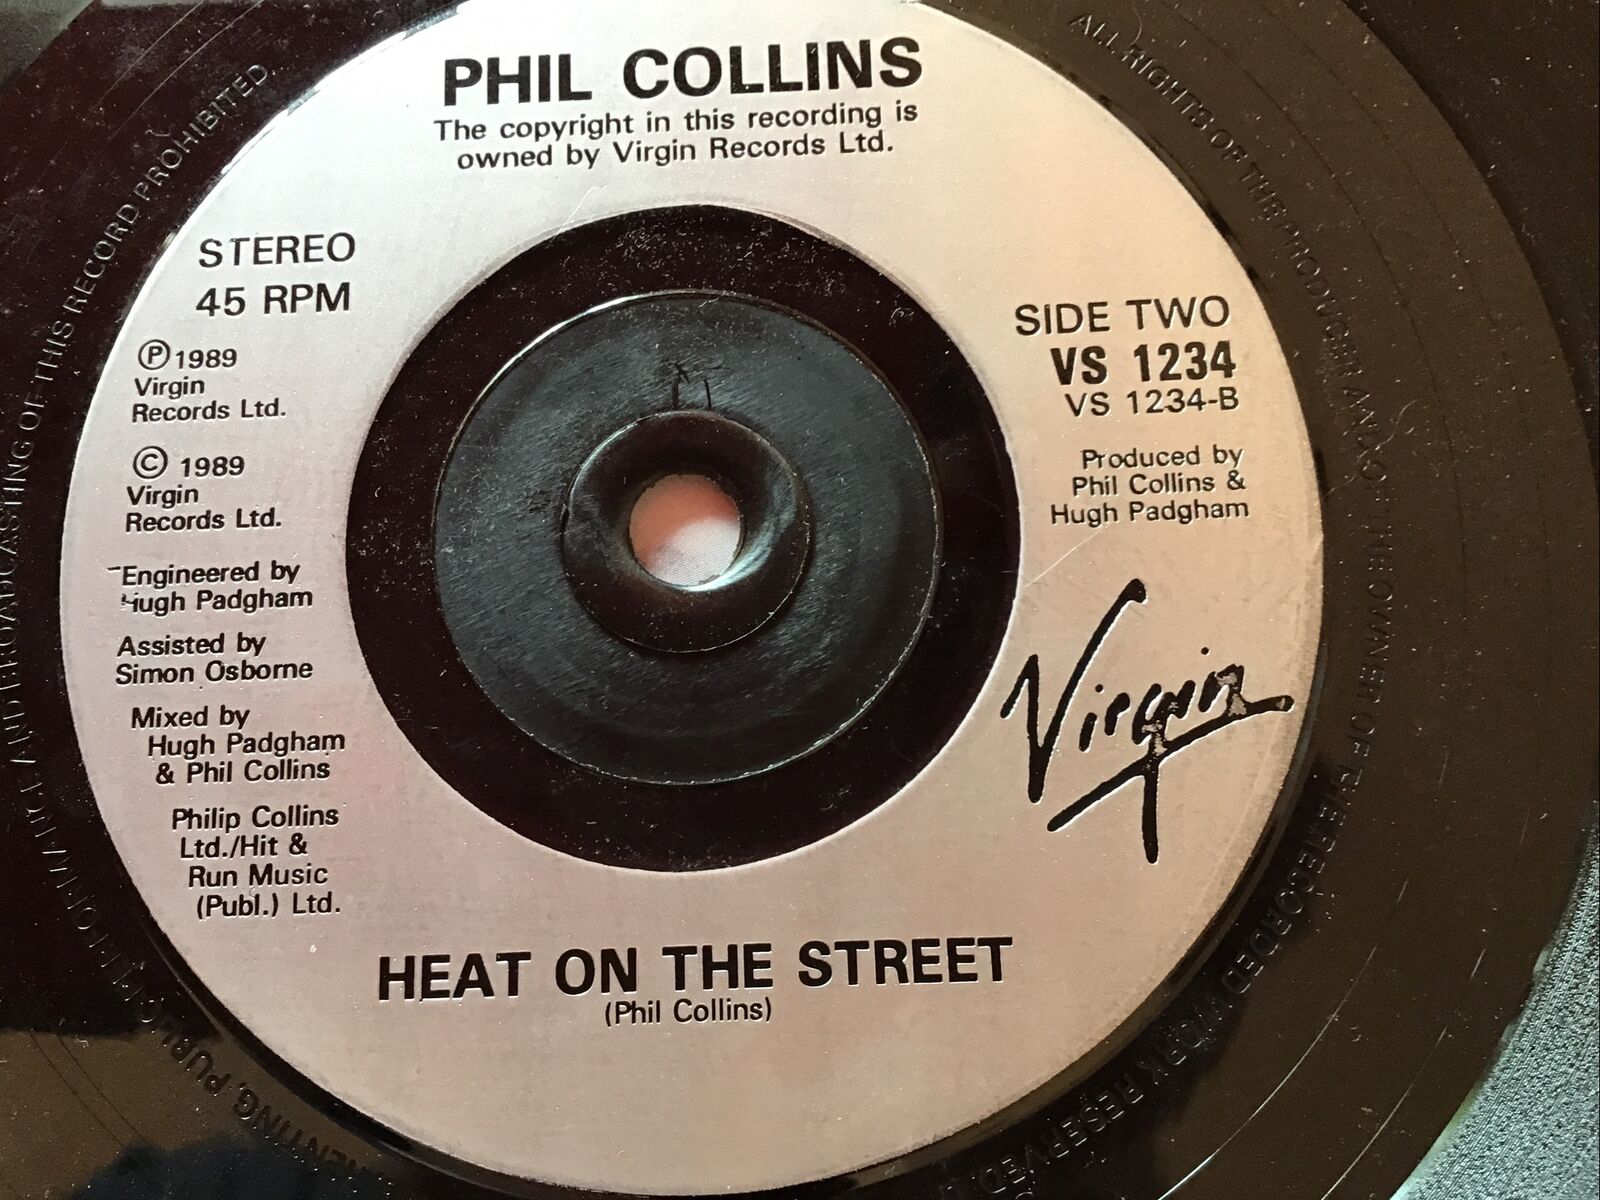 PHIL COLLINS
The copyright in this recording is
owned by Virgin Records Ltd.
STEREO
45 RPM
Ⓟ1989
Virgin
Records Ltd.
© 1989
Virgin
Records Ltd.
Engineered by
Hugh Padgham
Assisted by
Simon Osborne
Mixed by
Hugh Padgham
& Phil Collins
Philip Collins
Ltd./Hit &
Run Music
(Publ.) Ltd.
SIDE TWO
VS 1234
VS 1234-B
Produced by
Phil Collins &
Hugh Padgham
Virgin
HEAT ON THE STREET
(Phil Collins)
ALL RIGHTS OF THE PRODUCER AND OF THE OWNER OF THE RECORDED WORK RESERVED.
PUBLIC PERFORMANCE AND BROADCASTING OF THIS RECORD PROHIBITED.